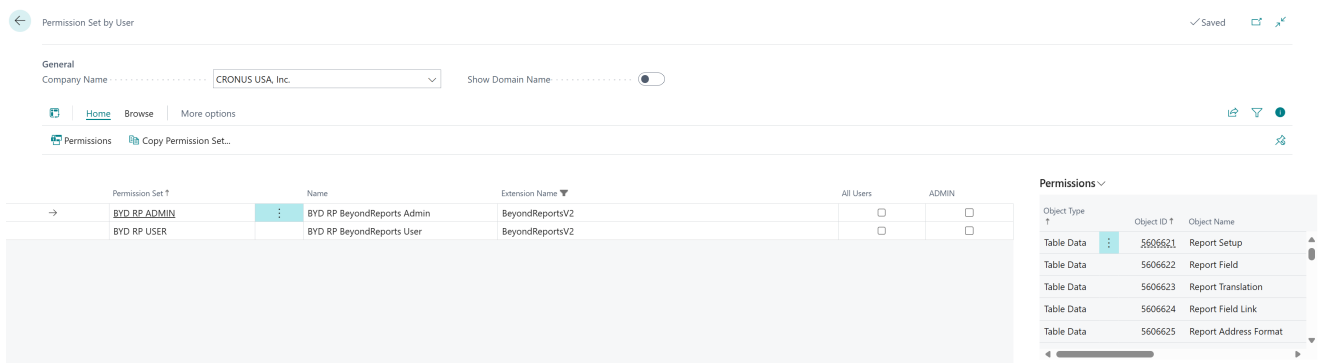 Permission Set by User
Saved
General
Company Name
CRONUS USA, Inc.
Show Domain Name
Home Browse More options
Permissions Copy Permission Set...
Permission Set ↑ Name Extension Name All Users ADMIN
BYD RP ADMIN BYD RP BeyondReports Admin BeyondReportsV2
BYD RP USER BYD RP BeyondReports User BeyondReportsV2
Permissions
Object Type ↑ Object ID ↑ Object Name
Table Data 5606621 Report Setup
Table Data 5606622 Report Field
Table Data 5606623 Report Translation
Table Data 5606624 Report Field Link
Table Data 5606625 Report Address Format